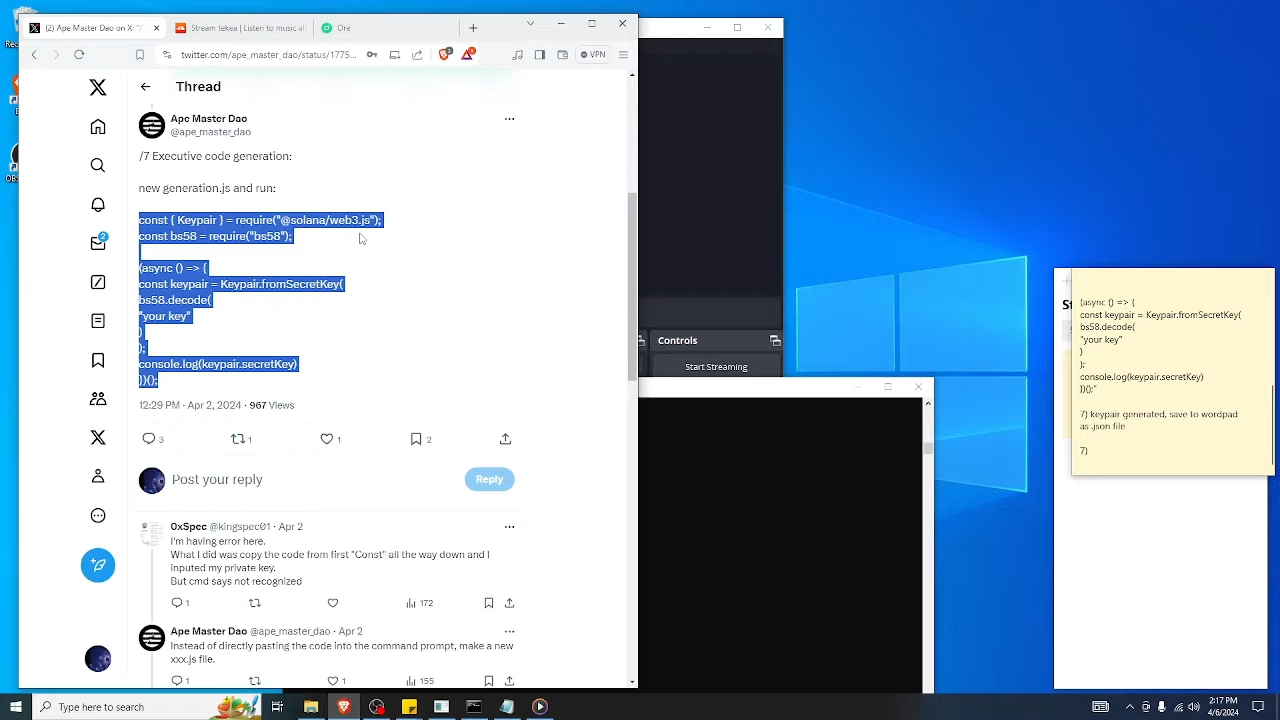 (2) Ape Master Dao on X: "/
Stream tekea | Listen to music al
Ore
twitter.com/ape_master_dao/status/1775...
VPN
Thread
Ape Master Dao
@ape_master_dao
/7 Executive code generation:
new generation.js and run:
const { Keypair } = require("@solana/web3.js");
const bs58 = require("bs58");
(async () => {
const keypair = Keypair.fromSecretKey(
bs58.decode(
"your key"
)
);
console.log(keypair.secretKey)
})();
12:29 PM · Apr 2, 2024 · 967 Views
3
1
1
2
Post your reply
Reply
0xSpec @kingspec01 · Apr 2
I'm having error here.
What I did was copy the code from first "Const" all the way down and I
inputed my private key.
But cmd says not recognized
1
172
Ape Master Dao @ape_master_dao · Apr 2
Instead of directly pasting the code into the command prompt, make a new
xxx.js file.
1
1
155
Controls
Start Streaming
(async () => {
const keypair = Keypair.fromSecretKey(
bs58.decode(
"your key"
)
);
console.log(keypair.secretKey)
})();"
7) keypair generated, save to wordpad
as .json file
7)
Type here to search
2:17 PM
4/6/2024